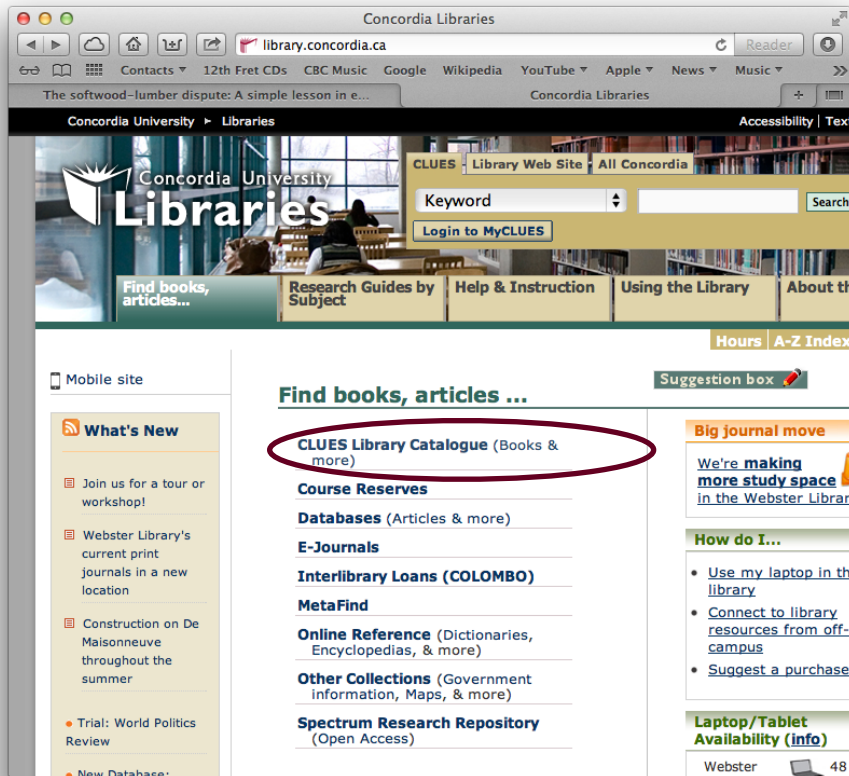 Concordia Libraries
library.concordia.ca
Reader
Contacts
12th Fret CDs
CBC Music
Google
Wikipedia
YouTube
Apple
News
Music
The softwood-lumber dispute: A simple lesson in e...
Concordia Libraries
Concordia University ► Libraries
Accessibility | Tex
Concordia University
Libraries
CLUES
Library Web Site
All Concordia
Keyword
Search
Login to MyCLUES
Find books,
articles...
Research Guides by
Subject
Help & Instruction
Using the Library
About th
Hours
A-Z Index
Mobile site
Suggestion box
Find books, articles ...
What's New
Join us for a tour or
workshop!
Webster Library's
current print
journals in a new
location
Construction on De
Maisonneuve
throughout the
summer
• Trial: World Politics
Review
• New Database:
CLUES Library Catalogue (Books &
more)
Course Reserves
Databases (Articles & more)
E-Journals
Interlibrary Loans (COLOMBO)
MetaFind
Online Reference (Dictionaries,
Encyclopedias, & more)
Other Collections (Government
information, Maps, & more)
Spectrum Research Repository
(Open Access)
Big journal move
We're making
more study space
in the Webster Librar
How do I...
• Use my laptop in th
library
• Connect to library
resources from off-
campus
• Suggest a purchase
Laptop/Tablet
Availability (info)
Webster
48